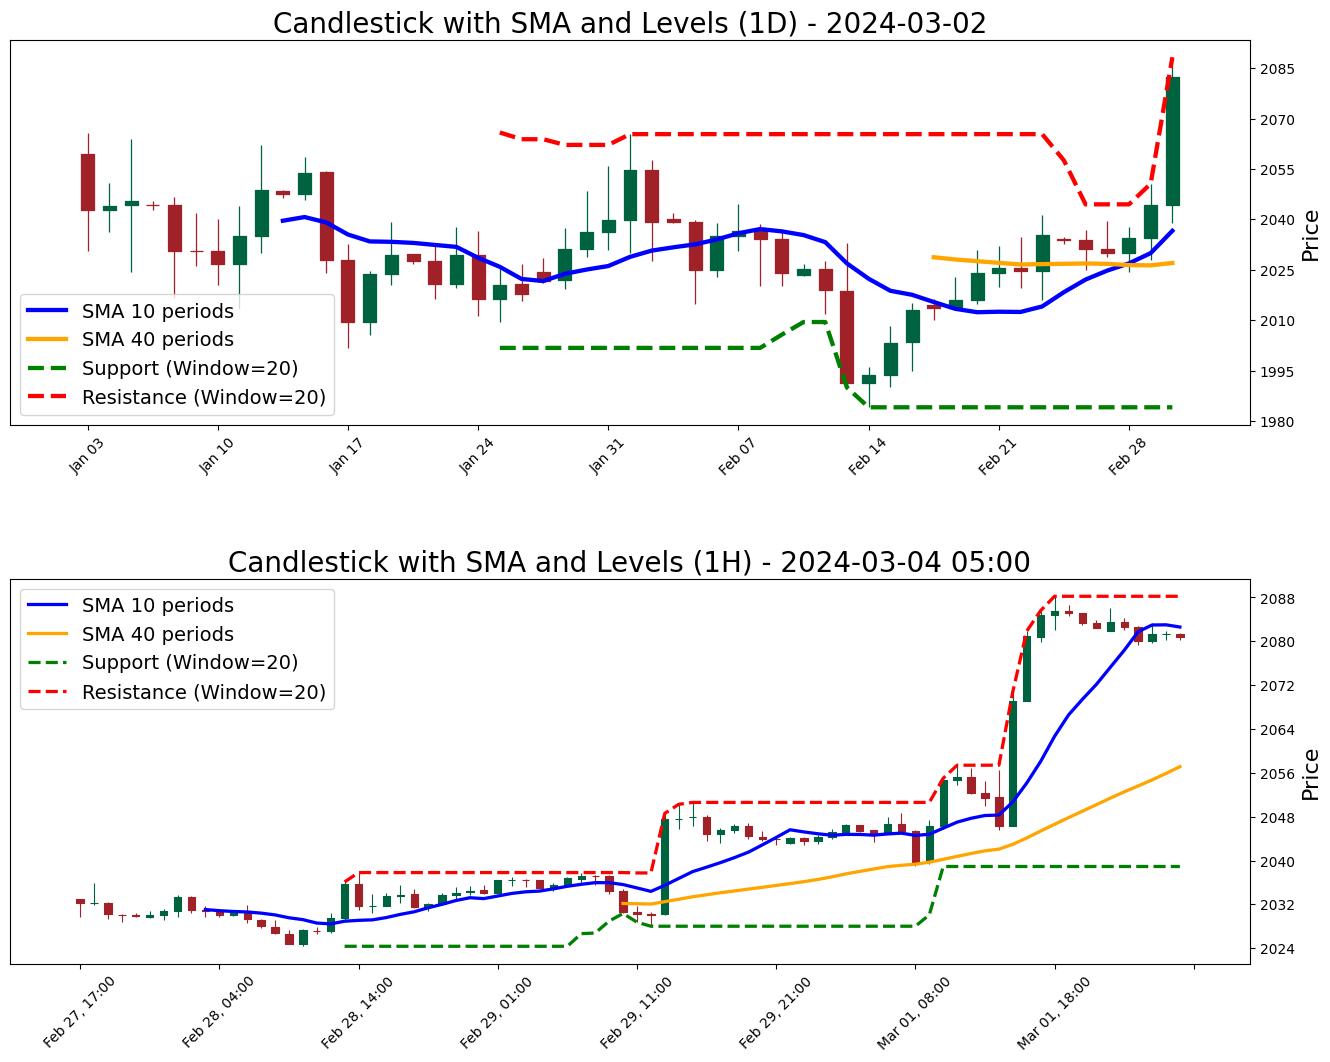 Candlestick with SMA and Levels (1D) - 2024-03-02
2085
2070
2055
2040
2025
2010
1995
1980
Price
SMA 10 periods
SMA 40 periods
Support (Window=20)
Resistance (Window=20)
Jan 03
Jan 10
Jan 17
Jan 24
Jan 31
Feb 07
Feb 14
Feb 21
Feb 28
Candlestick with SMA and Levels (1H) - 2024-03-04 05:00
SMA 10 periods
SMA 40 periods
Support (Window=20)
Resistance (Window=20)
2088
2080
2072
2064
2056
2048
2040
2032
2024
Price
Feb 27, 17:00
Feb 28, 04:00
Feb 28, 14:00
Feb 29, 01:00
Feb 29, 11:00
Feb 29, 21:00
Mar 01, 08:00
Mar 01, 18:00